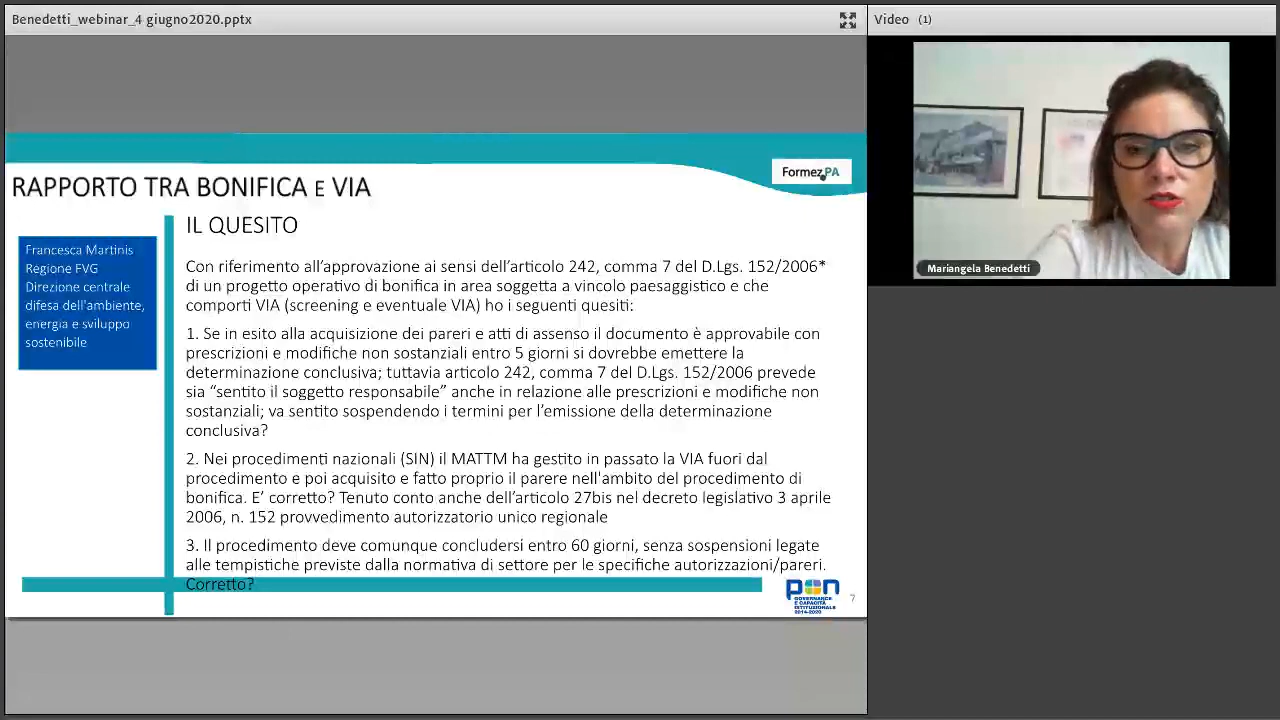 Benedetti_webinar_4 giugno2020.pptx
Video (1)
FormezPA
RAPPORTO TRA BONIFICA E VIA
IL QUESITO
Francesca Martinis
Regione FVG
Direzione centrale
difesa dell'ambiente,
energia e sviluppo
sostenibile
Con riferimento all’approvazione ai sensi dell’articolo 242, comma 7 del D.Lgs. 152/2006*
di un progetto operativo di bonifica in area soggetta a vincolo paesaggistico e che
comporti VIA (screening e eventuale VIA) ho i seguenti quesiti:
1. Se in esito alla acquisizione dei pareri e atti di assenso il documento è approvabile con
prescrizioni e modifiche non sostanziali entro 5 giorni si dovrebbe emettere la
determinazione conclusiva; tuttavia articolo 242, comma 7 del D.Lgs. 152/2006 prevede
sia “sentito il soggetto responsabile” anche in relazione alle prescrizioni e modifiche non
sostanziali; va sentito sospendendo i termini per l’emissione della determinazione
conclusiva?
2. Nei procedimenti nazionali (SIN) il MATTM ha gestito in passato la VIA fuori dal
procedimento e poi acquisito e fatto proprio il parere nell'ambito del procedimento di
bonifica. E’ corretto? Tenuto conto anche dell’articolo 27bis nel decreto legislativo 3 aprile
2006, n. 152 provvedimento autorizzatorio unico regionale
3. Il procedimento deve comunque concludersi entro 60 giorni, senza sospensioni legate
alle tempistiche previste dalla normativa di settore per le specifiche autorizzazioni/pareri.
Corretto?
pon
GOVERNANCE
E CAPACITÀ
ISTITUZIONALE
2014-2020
7
Mariangela Benedetti